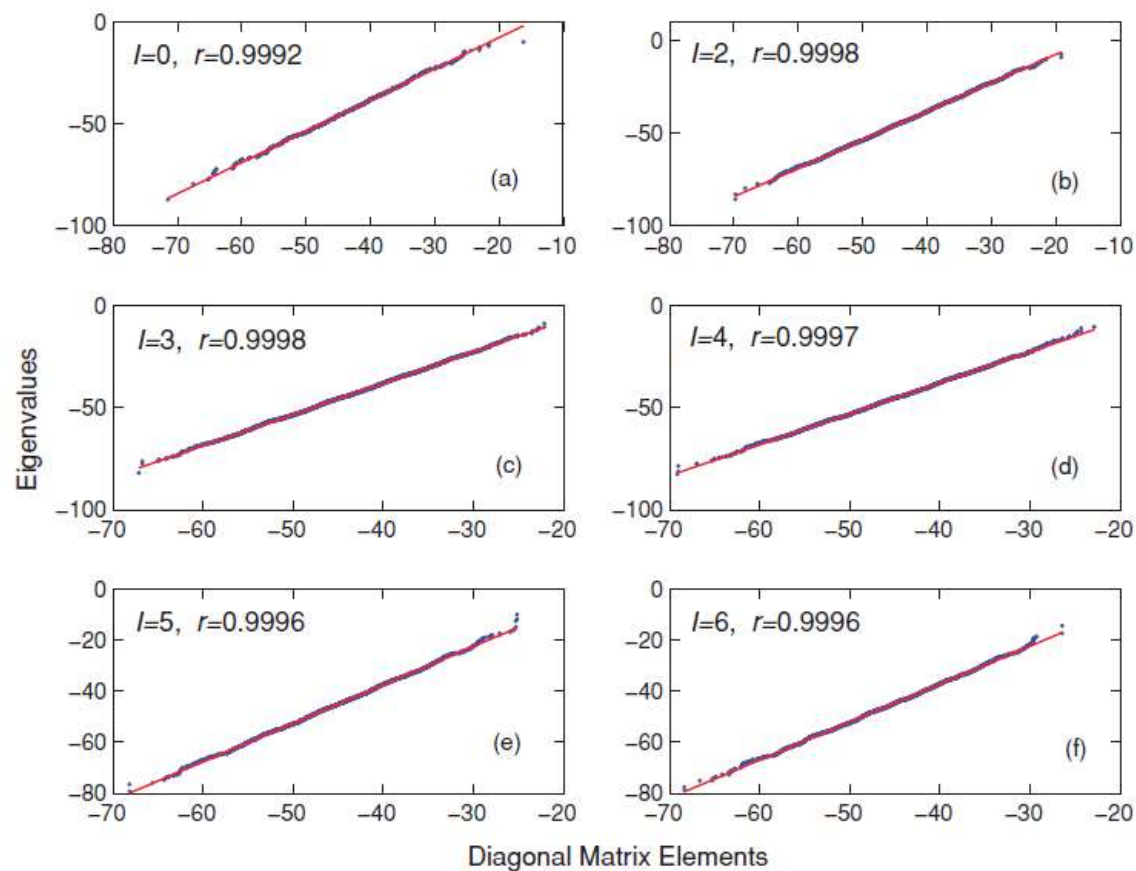 I=0, r=0.9992
(a)
0
−50
−100
−80 −70 −60 −50 −40 −30 −20 −10
I=2, r=0.9998
(b)
0
−50
−100
−80 −70 −60 −50 −40 −30 −20 −10
I=3, r=0.9998
(c)
0
−50
−100
−70 −60 −50 −40 −30 −20
I=4, r=0.9997
(d)
0
−50
−100
−70 −60 −50 −40 −30 −20
I=5, r=0.9996
(e)
0
−20
−40
−60
−80
−70 −60 −50 −40 −30 −20
I=6, r=0.9996
(f)
0
−20
−40
−60
−80
−70 −60 −50 −40 −30 −20
Eigenvalues
Diagonal Matrix Elements